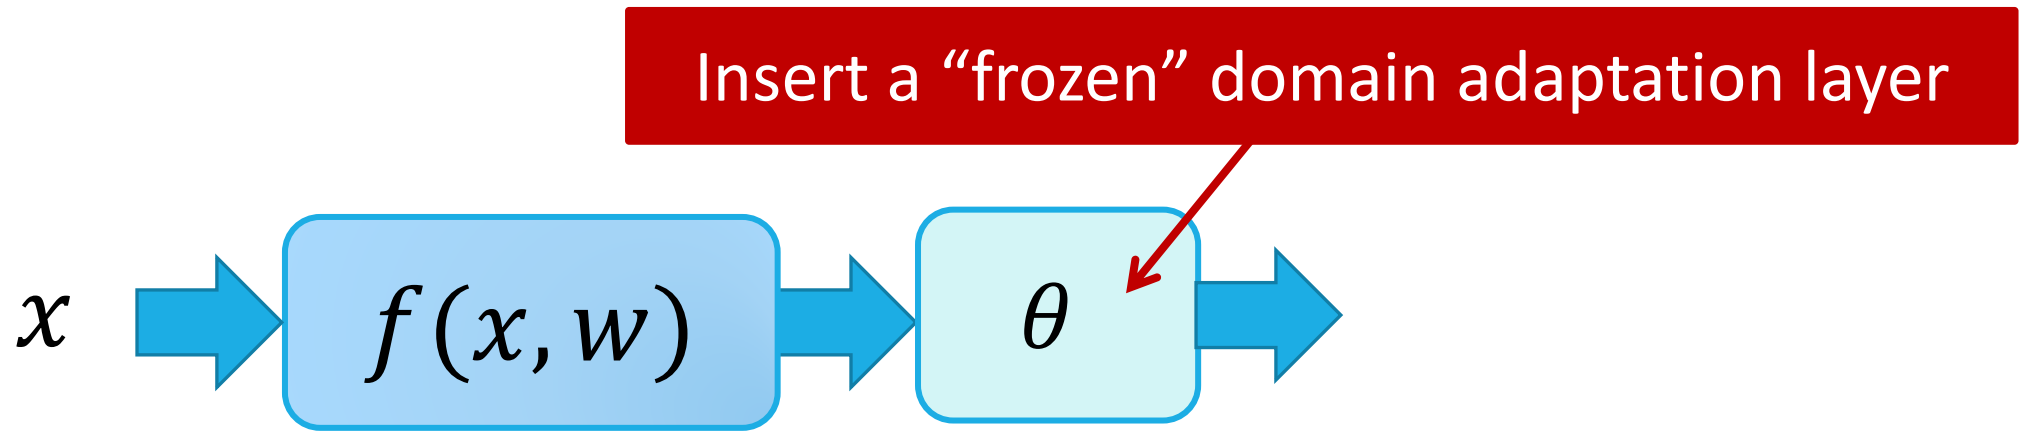 Insert a “frozen” domain adaptation layer
x
f(x, w)
θ